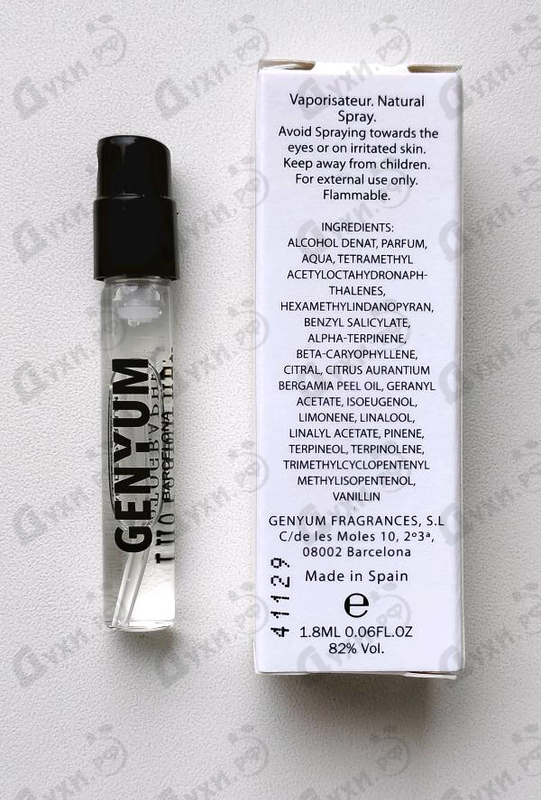 GENYUM
BARCELONA
Vaporisateur. Natural
Spray.
Avoid Spraying towards the
eyes or on irritated skin.
Keep away from children.
For external use only.
Flammable.
INGREDIENTS:
ALCOHOL DENAT, PARFUM,
AQUA, TETRAMETHYL
ACETYLOCTAHYDRONAPH-
THALENES,
HEXAMETHYLINDANOPYRAN,
BENZYL SALICYLATE,
ALPHA-TERPINENE,
BETA-CARYOPHYLLENE,
CITRAL, CITRUS AURANTIUM
BERGAMIA PEEL OIL, GERANYL
ACETATE, ISOEUGENOL,
LIMONENE, LINALOOL,
LINALYL ACETATE, PINENE,
TERPINEOL, TERPINOLENE,
TRIMETHYLCYCLOPENTENYL
METHYLISOPENTENOL,
VANILLIN
GENYUM FRAGRANCES, S.L
C/de les Moles 10, 2º3ª,
08002 Barcelona
41129
Made in Spain
e
1.8ML 0.06FL.OZ
82% Vol.
Духи.РФ